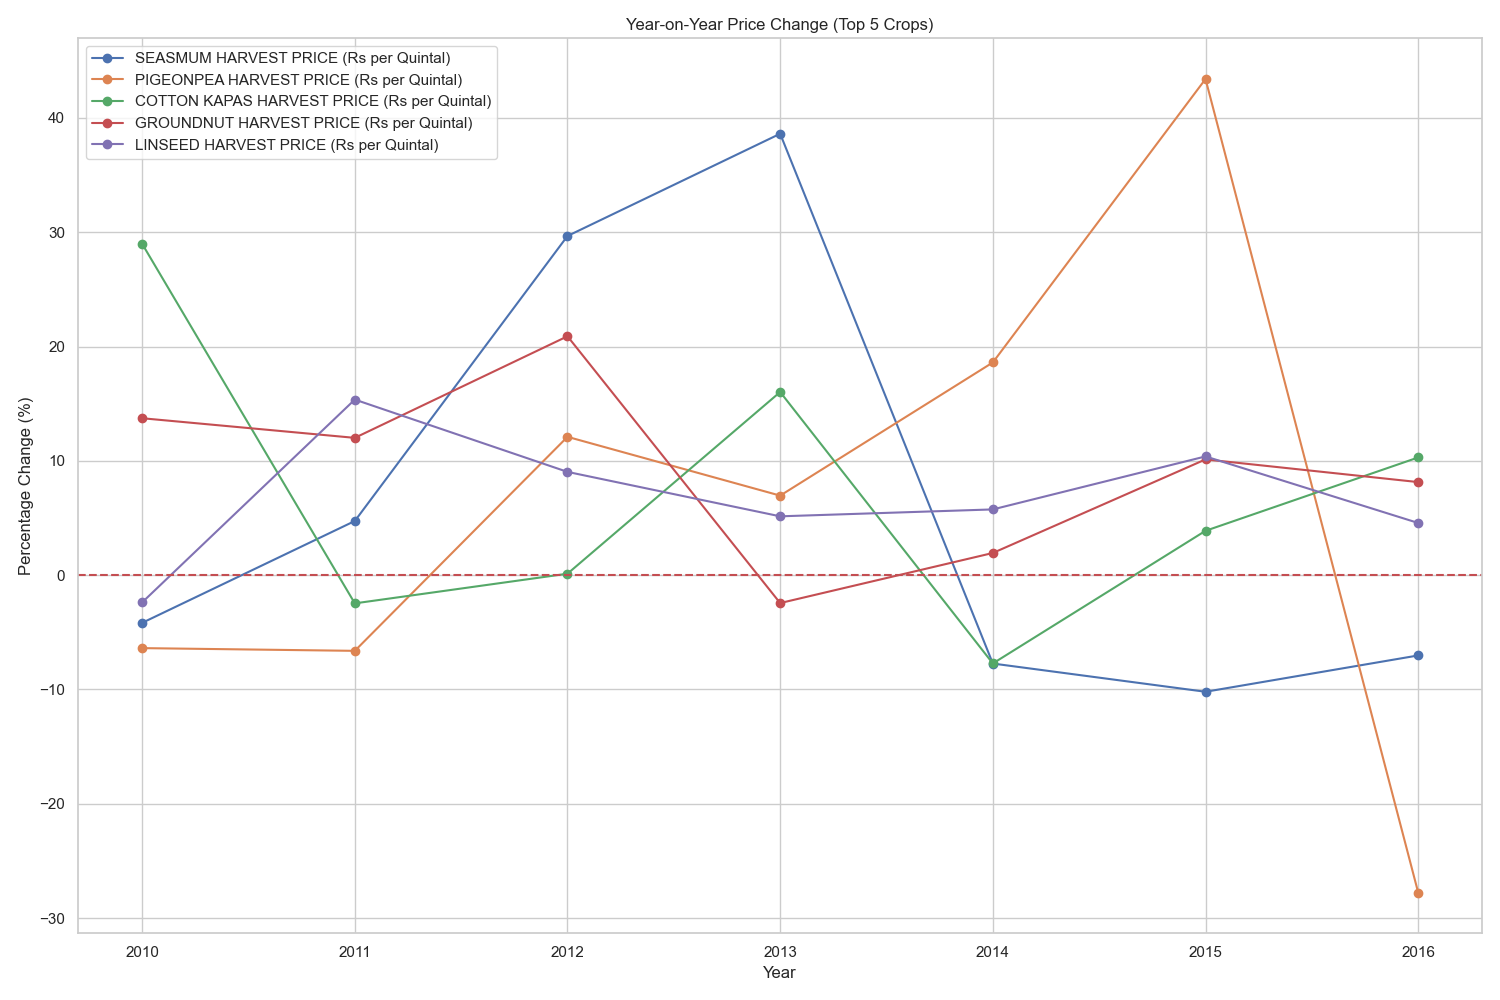 Year-on-Year Price Change (Top 5 Crops)
SEASMUM HARVEST PRICE (Rs per Quintal)
PIGEONPEA HARVEST PRICE (Rs per Quintal)
COTTON KAPAS HARVEST PRICE (Rs per Quintal)
GROUNDNUT HARVEST PRICE (Rs per Quintal)
LINSEED HARVEST PRICE (Rs per Quintal)
Percentage Change (%)
40
30
20
10
0
−10
−20
−30
2010 2011 2012 2013 2014 2015 2016
Year